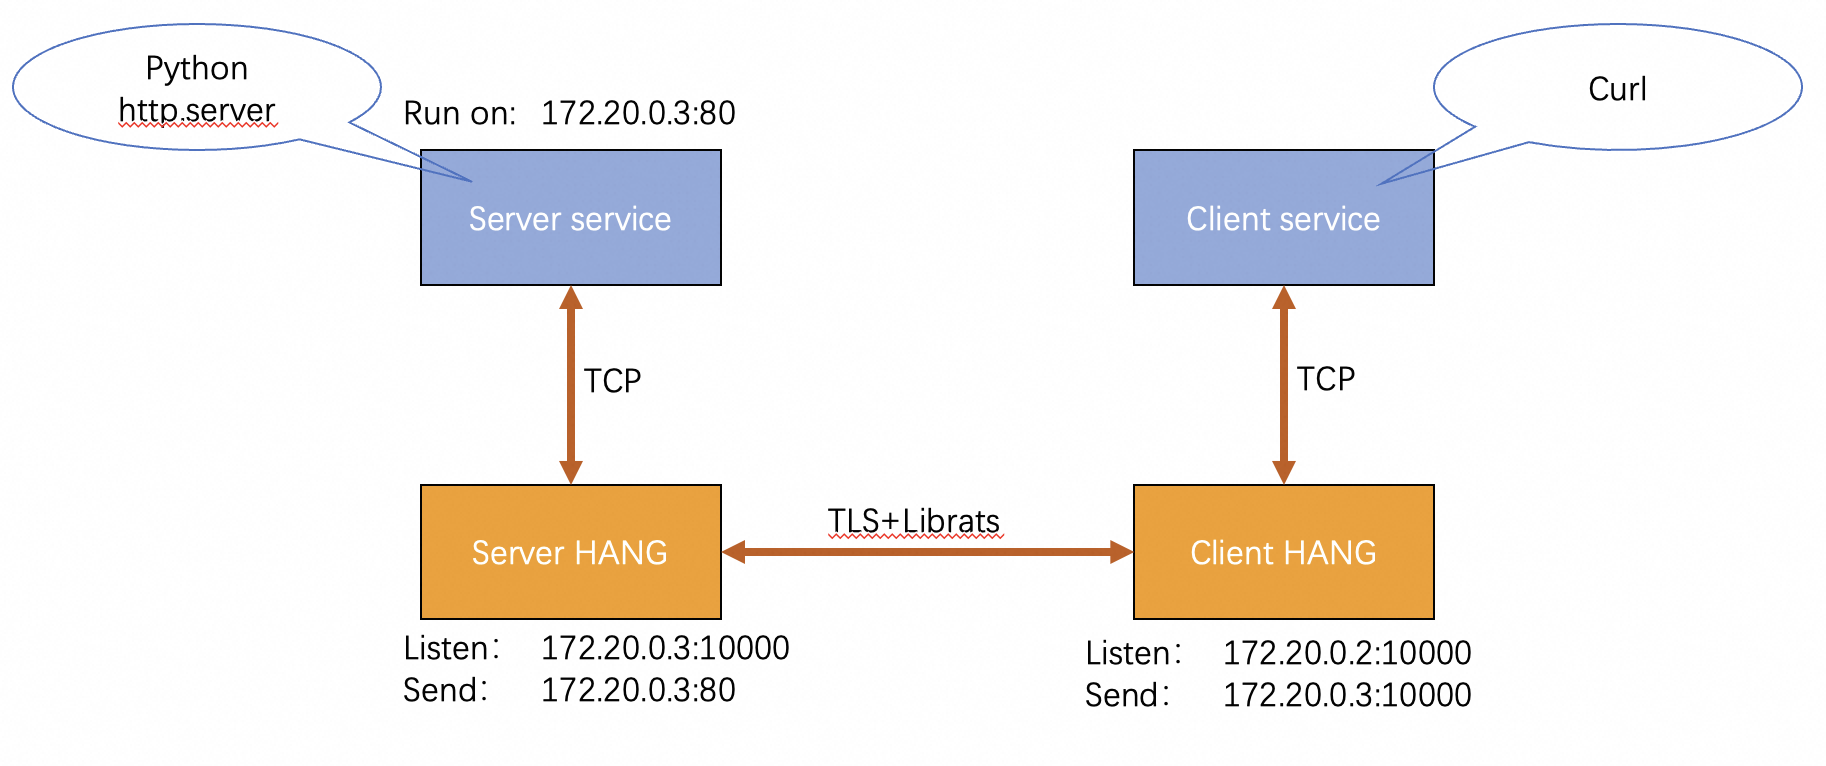 Python
http.server
Run on: 172.20.0.3:80
Curl
Server service
Client service
TCP
TCP
TLS+Librats
Server HANG
Client HANG
Listen： 172.20.0.3:10000
Send： 172.20.0.3:80
Listen： 172.20.0.2:10000
Send： 172.20.0.3:10000